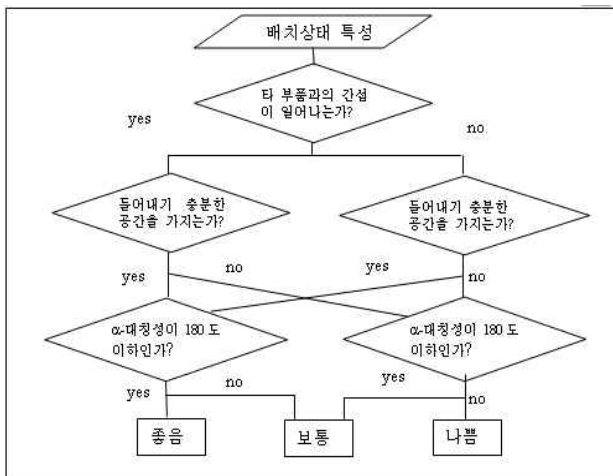 배치상태 특성
타 부품과의 간섭
이 일어나는가?
yes
no
들어내기 충분한
공간을 가지는가?
들어내기 충분한
공간을 가지는가?
yes
no
yes
no
α-대칭성이 180 도
이하인가?
α-대칭성이 180 도
이하인가?
yes
no
yes
no
좋음
보통
나쁨